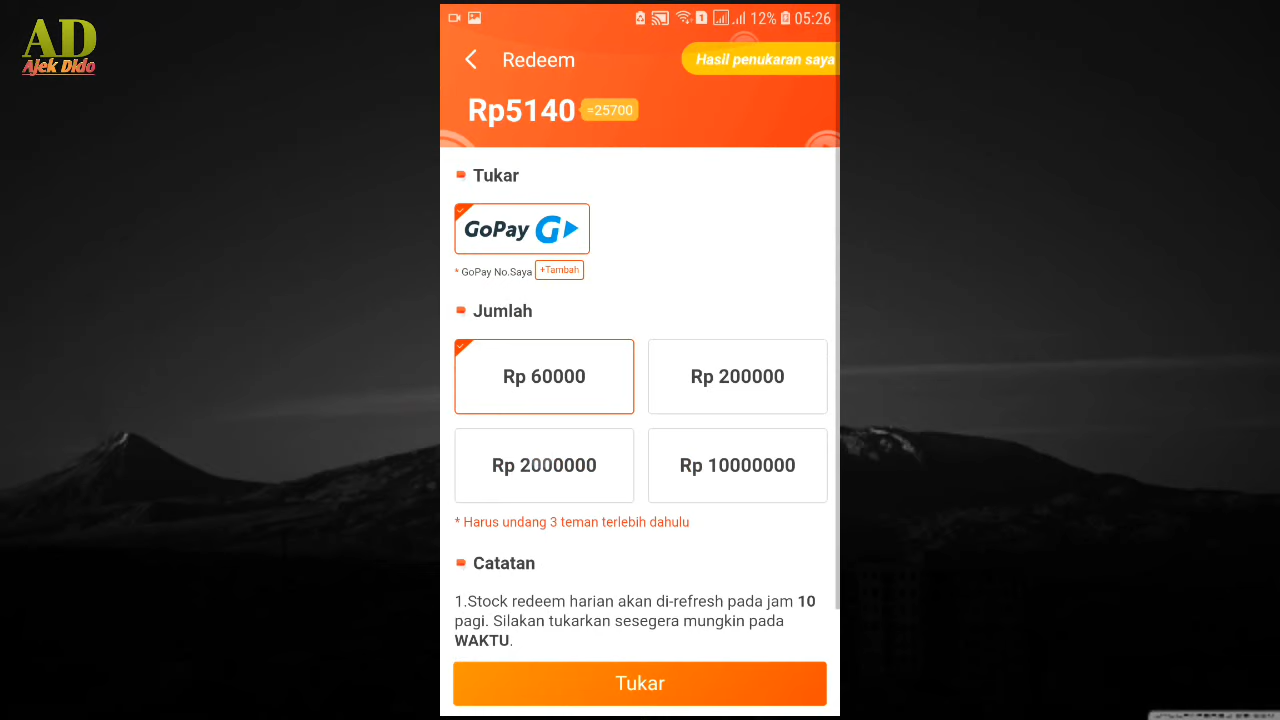 AD
Ajek Dido
12% 05:26
Redeem
Hasil penukaran saya
Rp5140 =25700
Tukar
GoPay G
* GoPay No.Saya +Tambah
Jumlah
Rp 60000
Rp 200000
Rp 2000000
Rp 10000000
* Harus undang 3 teman terlebih dahulu
Catatan
1.Stock redeem harian akan di-refresh pada jam 10
pagi. Silakan tukarkan sesegera mungkin pada
WAKTU.
Tukar